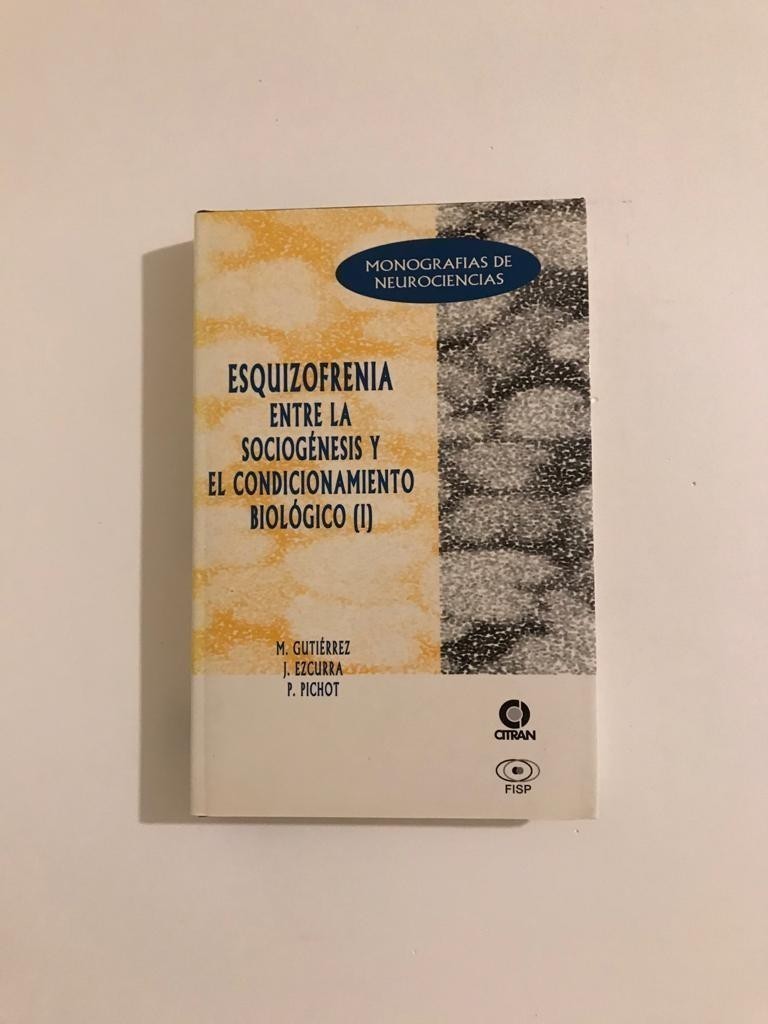 MONOGRAFIAS DE
NEUROCIENCIAS
ESQUIZOFRENIA
ENTRE LA
SOCIOGÉNESIS Y
EL CONDICIONAMIENTO
BIOLÓGICO (I)
M. GUTIÉRREZ
J. EZCURRA
P. PICHOT
CITRAN
FISP